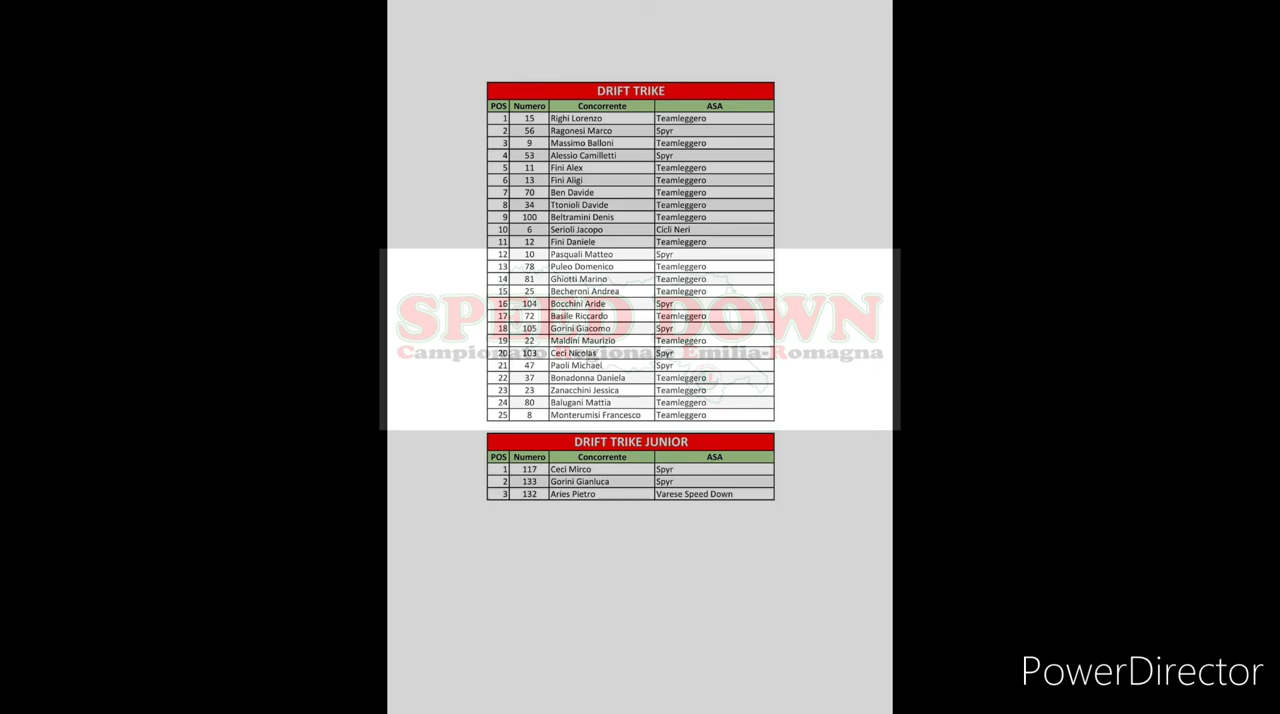 DRIFT TRIKE
POS Numero Concorrente ASA
1 15 Righi Lorenzo Teamleggero
2 56 Ragonesi Marco Spyr
3 9 Massimo Balloni Teamleggero
4 53 Alessio Camilletti Spyr
5 11 Fini Alex Teamleggero
6 13 Fini Aligi Teamleggero
7 70 Ben Davide Teamleggero
8 34 Ttonioli Davide Teamleggero
9 100 Beltramini Denis Teamleggero
10 6 Serioli Jacopo Cicli Neri
11 12 Fini Daniele Teamleggero
12 10 Pasquali Matteo Spyr
13 78 Puleo Domenico Teamleggero
14 81 Ghiotti Marino Teamleggero
15 25 Becheroni Andrea Teamleggero
16 104 Bocchini Aride Spyr
17 72 Basile Riccardo Teamleggero
18 105 Gorini Giacomo Spyr
19 22 Maldini Maurizio Teamleggero
20 103 Ceci Nicolas Spyr
21 47 Paoli Michael Spyr
22 37 Bonadonna Daniela Teamleggero
23 23 Zanacchini Jessica Teamleggero
24 80 Balugani Mattia Teamleggero
25 8 Monterumisi Francesco Teamleggero
SPEED DOWN
Campionato Regionale Emilia-Romagna
DRIFT TRIKE JUNIOR
POS Numero Concorrente ASA
1 117 Ceci Mirco Spyr
2 133 Gorini Gianluca Spyr
3 132 Aries Pietro Varese Speed Down
PowerDirector